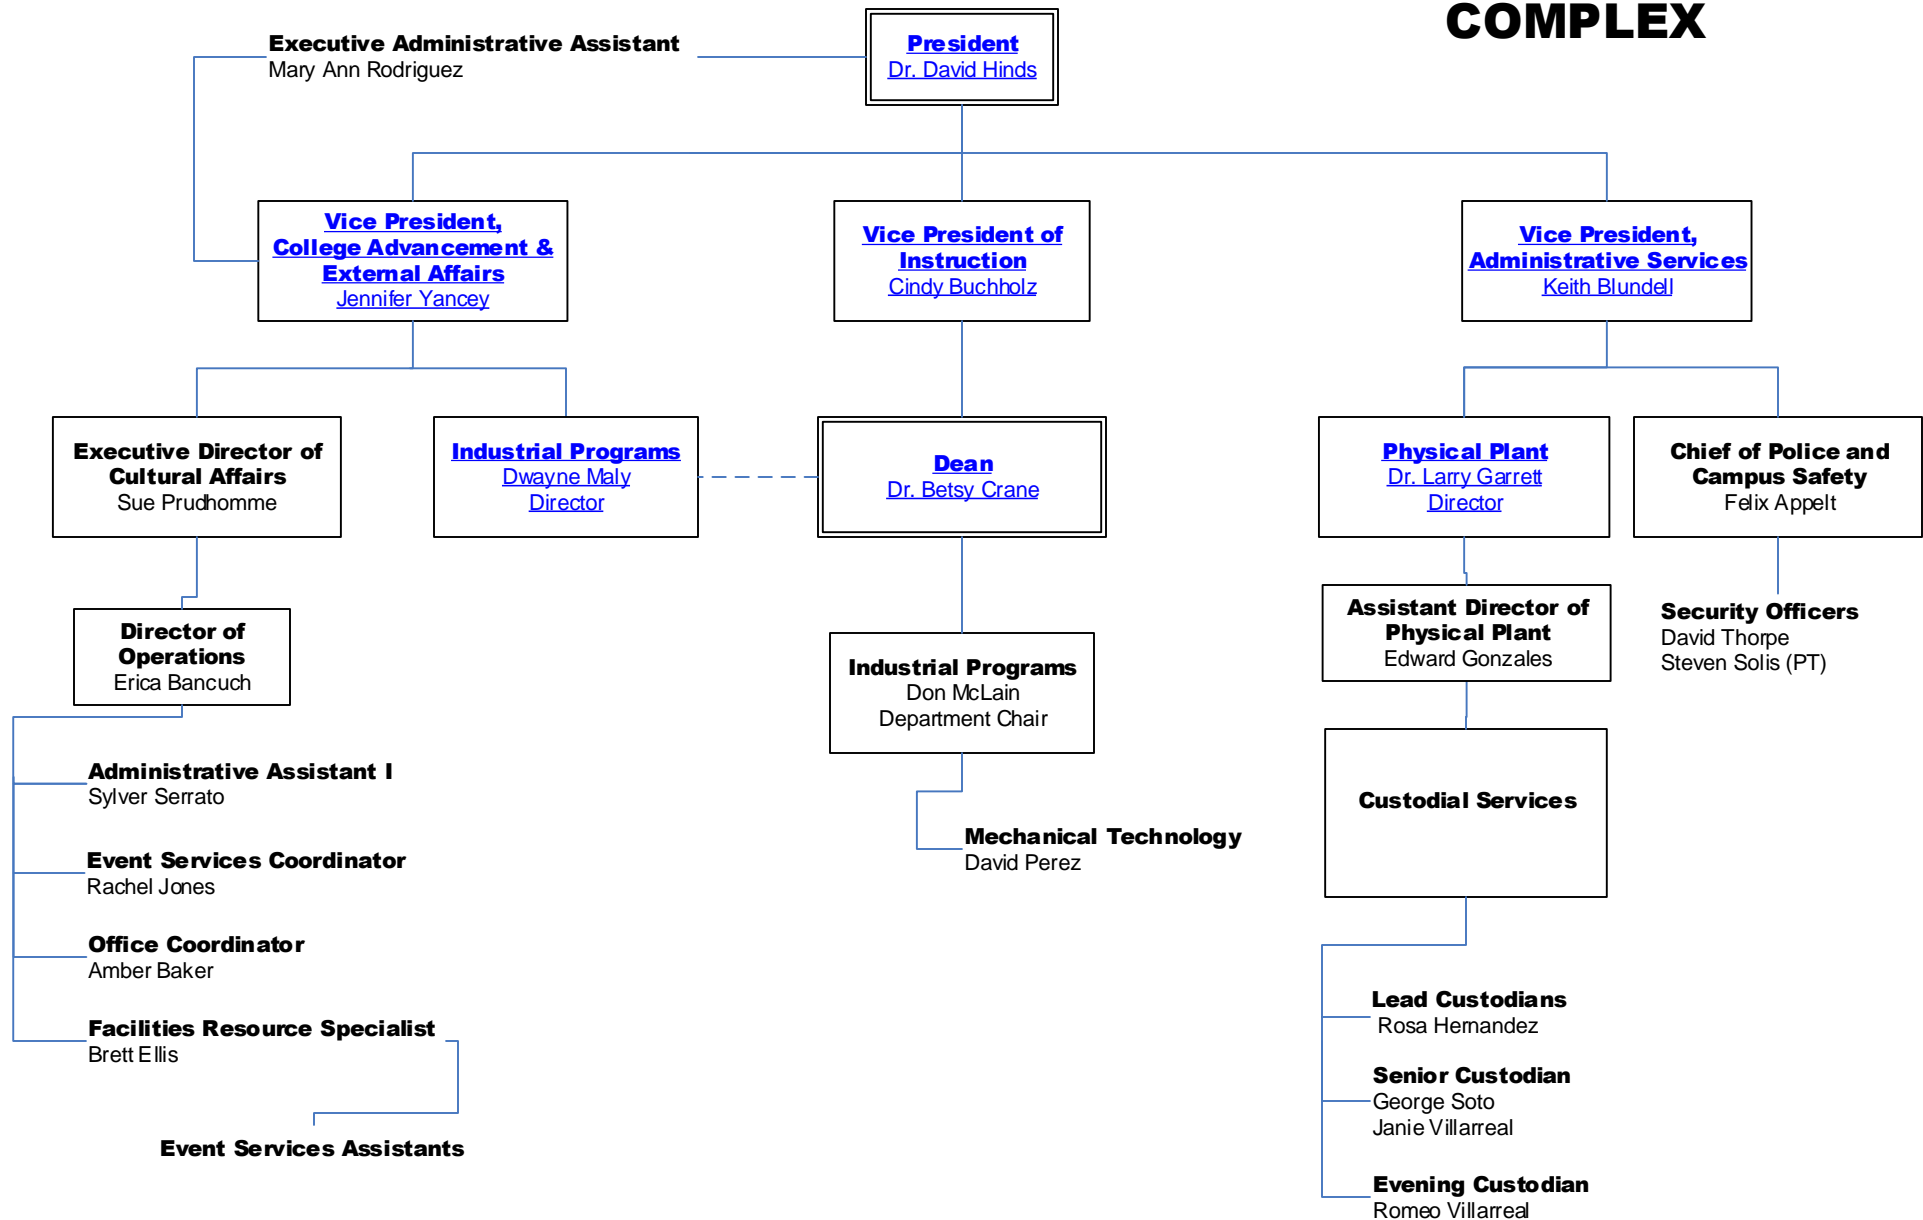 COMPLEX
Executive Administrative Assistant
Mary Ann Rodriguez
President
Dr. David Hinds
Vice President,
College Advancement &
External Affairs
Jennifer Yancey
Vice President of
Instruction
Cindy Buchholz
Vice President,
Administrative Services
Keith Blundell
Executive Director of
Cultural Affairs
Sue Prudhomme
Industrial Programs
Dwayne Maly
Director
Dean
Dr. Betsy Crane
Physical Plant
Dr. Larry Garrett
Director
Chief of Police and
Campus Safety
Felix Appelt
Director of
Operations
Erica Bancuch
Industrial Programs
Don McLain
Department Chair
Assistant Director of
Physical Plant
Edward Gonzales
Security Officers
David Thorpe
Steven Solis (PT)
Administrative Assistant I
Sylver Serrato
Event Services Coordinator
Rachel Jones
Office Coordinator
Amber Baker
Facilities Resource Specialist
Brett Ellis
Event Services Assistants
Mechanical Technology
David Perez
Custodial Services
Lead Custodians
Rosa Hernandez
Senior Custodian
George Soto
Janie Villarreal
Evening Custodian
Romeo Villarreal